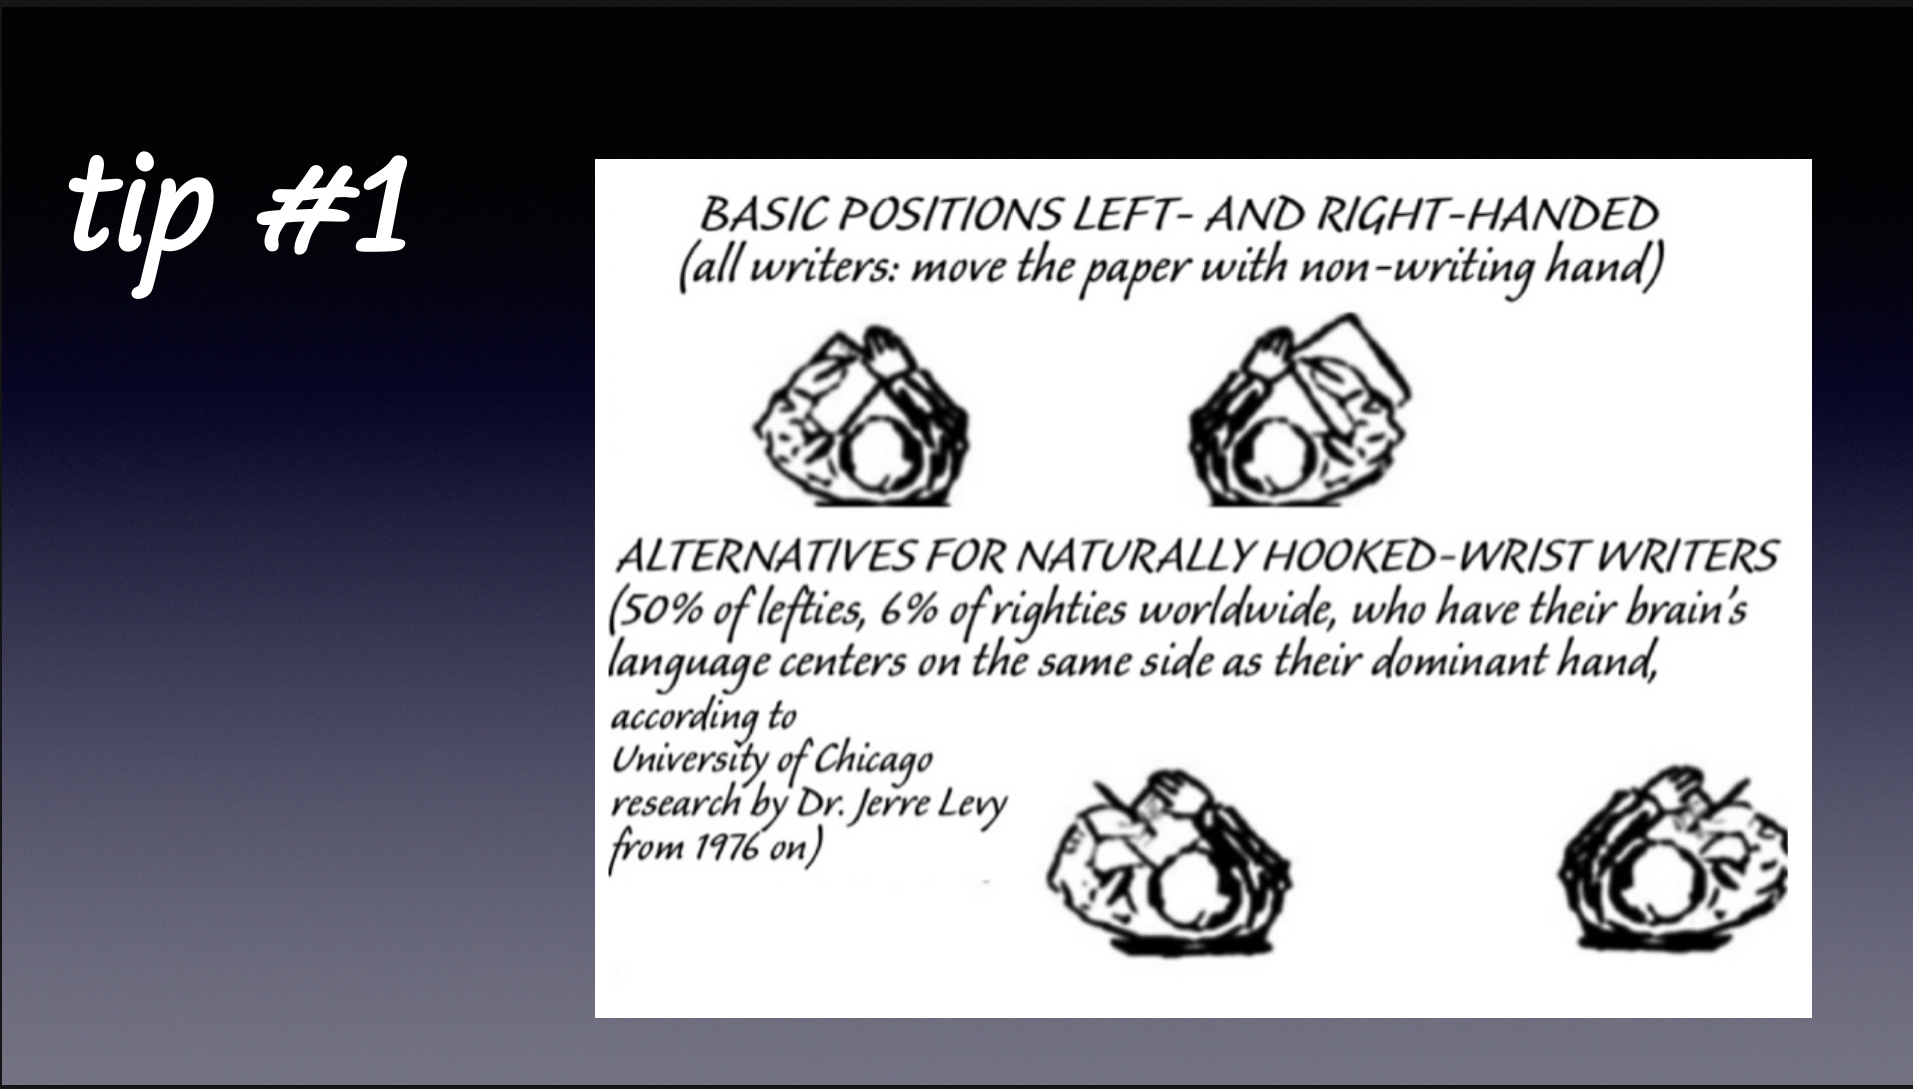 tip #1
BASIC POSITIONS LEFT- AND RIGHT-HANDED
(all writers: move the paper with non-writing hand)
ALTERNATIVES FOR NATURALLY HOOKED-WRIST WRITERS
(50% of lefties, 6% of righties worldwide, who have their brain's
language centers on the same side as their dominant hand,
according to
University of Chicago
research by Dr. Jerre Levy
from 1976 on)